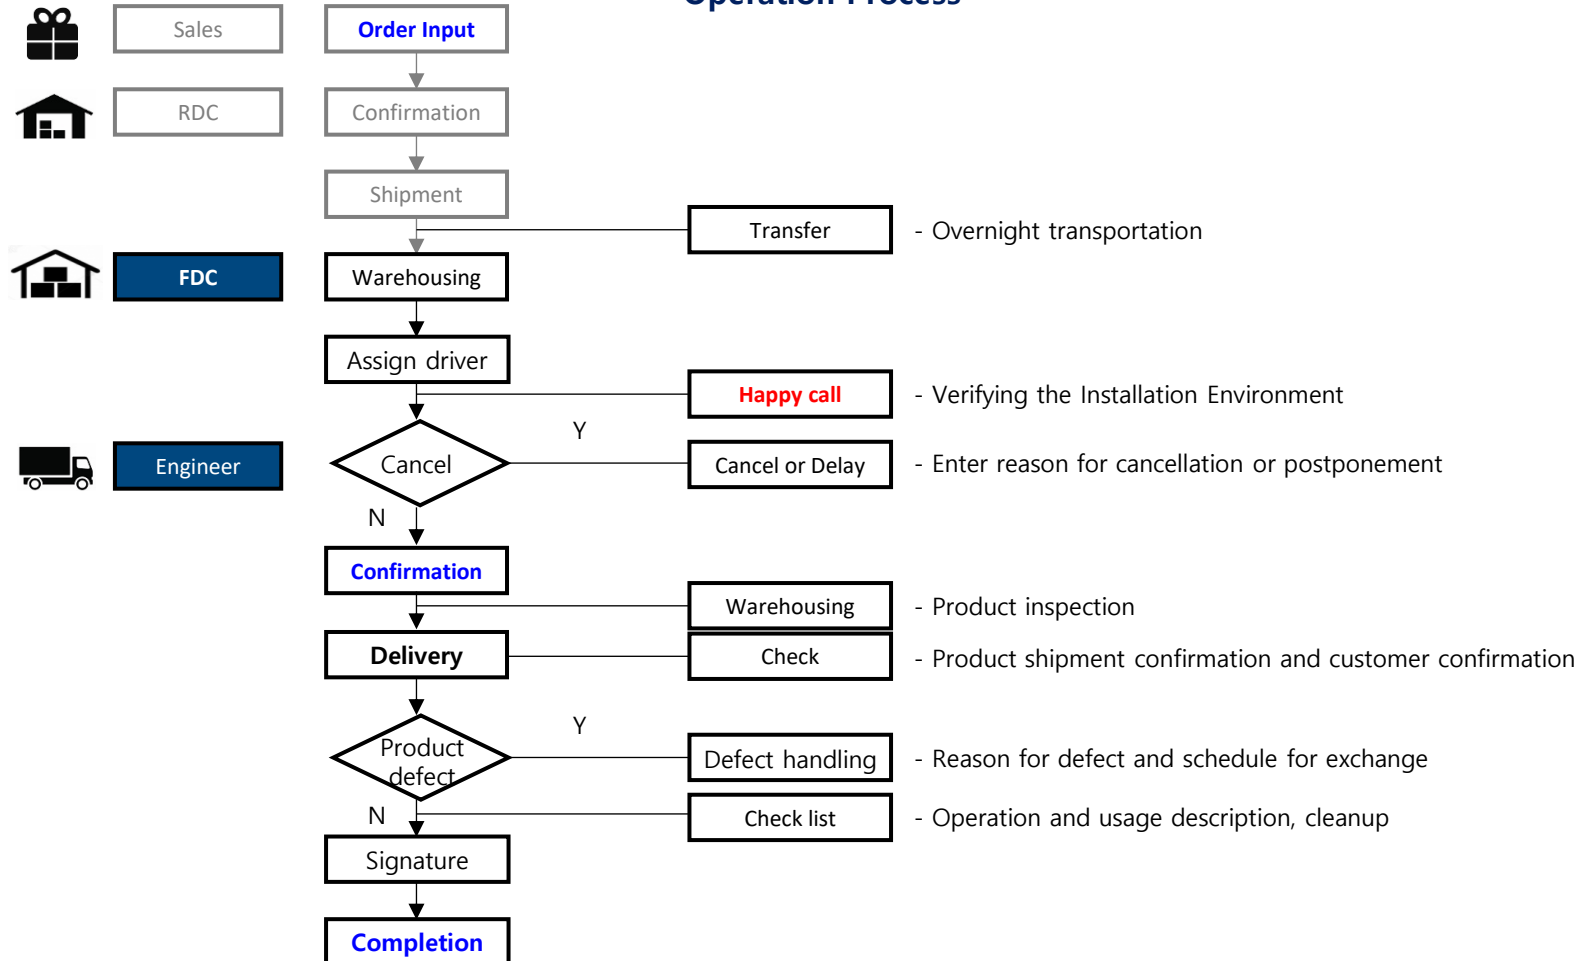 Operation Process
Sales
Order Input
RDC
Confirmation
Shipment
Transfer
- Overnight transportation
FDC
Warehousing
Assign driver
Happy call
- Verifying the Installation Environment
Y
Engineer
Cancel
Cancel or Delay
- Enter reason for cancellation or postponement
N
Confirmation
Warehousing
- Product inspection
Delivery
Check
- Product shipment confirmation and customer confirmation
Y
Product
defect
Defect handling
- Reason for defect and schedule for exchange
N
Check list
- Operation and usage description, cleanup
Signature
Completion